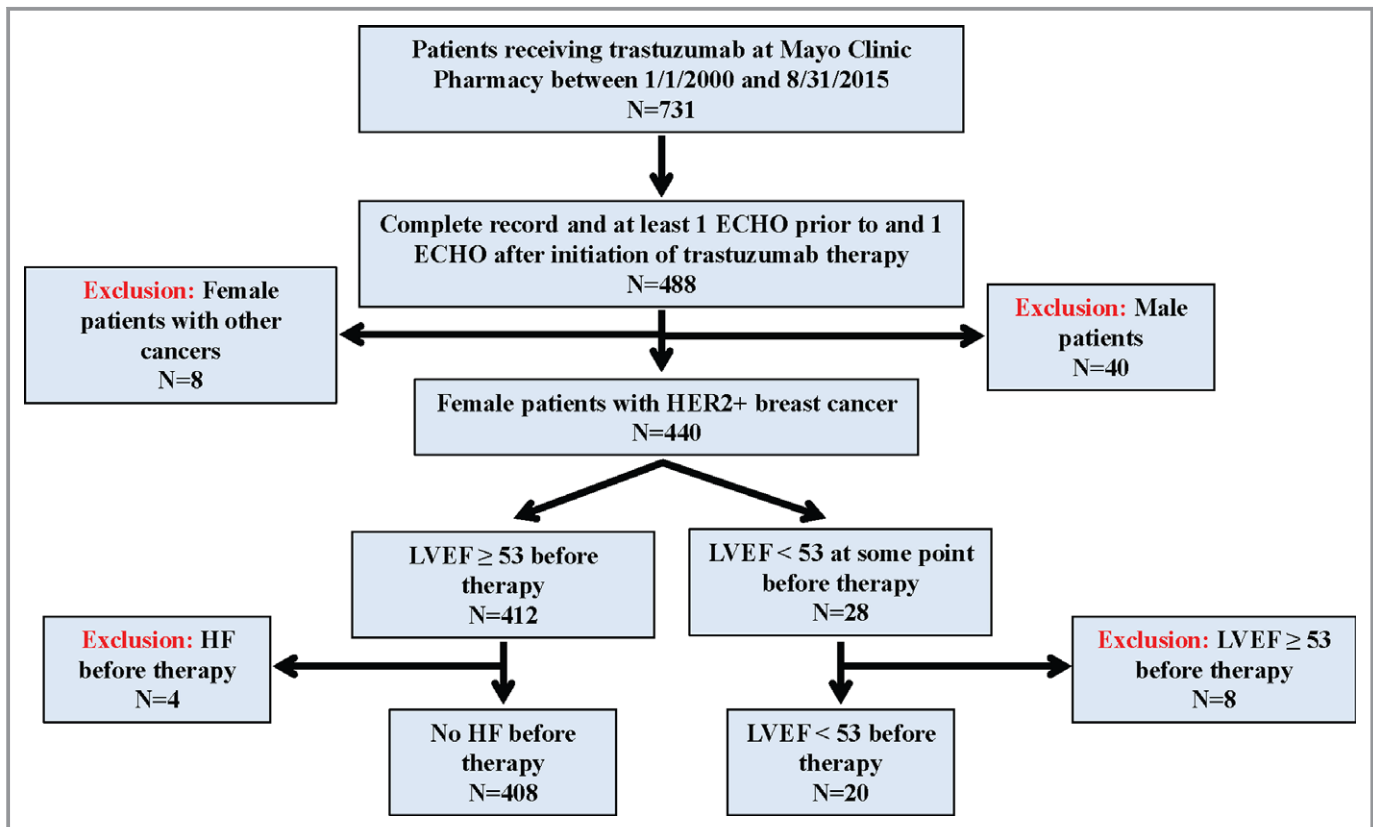 Patients receiving trastuzumab at Mayo Clinic
Pharmacy between 1/1/2000 and 8/31/2015
N=731
Complete record and at least 1 ECHO prior to and 1
ECHO after initiation of trastuzumab therapy
N=488
Exclusion: Female
patients with other
cancers
N=8
Exclusion: Male
patients
N=40
Female patients with HER2+ breast cancer
N=440
LVEF ≥ 53 before
therapy
N=412
LVEF < 53 at some point
before therapy
N=28
Exclusion: HF
before therapy
N=4
Exclusion: LVEF ≥ 53
before therapy
N=8
No HF before
therapy
N=408
LVEF < 53 before
therapy
N=20